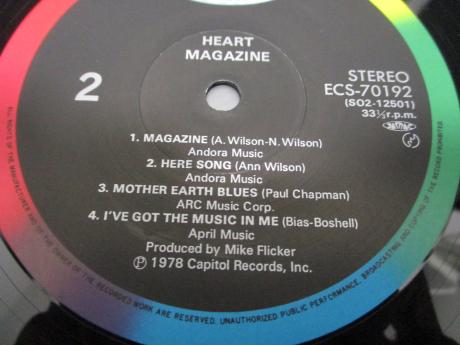 HEART
MAGAZINE
2
STEREO
ECS-70192
(SO2-12501)
33⅓r.p.m.
1. MAGAZINE (A. Wilson-N. Wilson)
Andora Music
2. HERE SONG (Ann Wilson)
Andora Music
3. MOTHER EARTH BLUES (Paul Chapman)
ARC Music Corp.
4. I'VE GOT THE MUSIC IN ME (Bias-Boshell)
April Music
Produced by Mike Flicker
℗ 1978 Capitol Records, Inc.
ALL RIGHTS OF THE MANUFACTURER AND OF THE OWNER OF THE RECORDED WORK ARE RESERVED. UNAUTHORIZED PUBLIC PERFORMANCE, BROADCASTING AND COPYING OF THE RECORD PROHIBITED